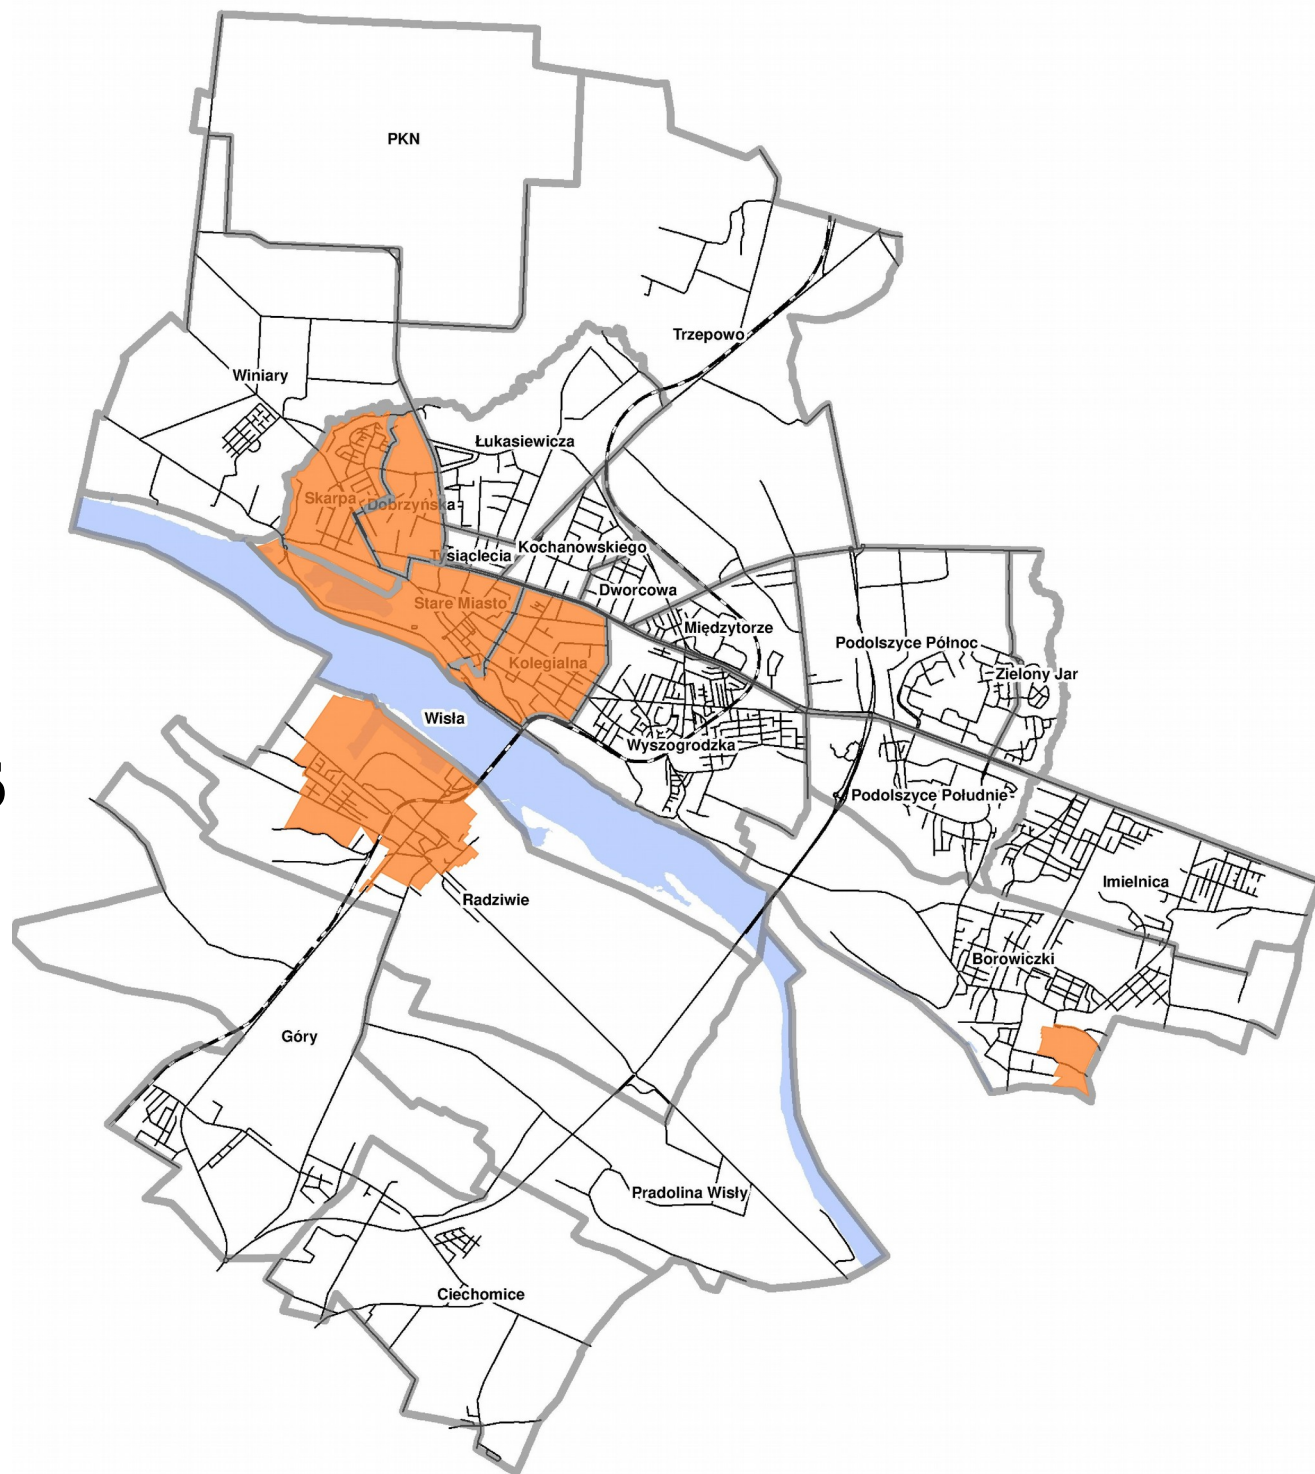 PKN
Trzepowo
Winiary
Łukasiewicza
Skarpa
Dobrzyńska
Tysiąclecia
Kochanowskiego
Dworcowa
Stare Miasto
Międzytorze
Podolszyce Północ
Kolegialna
Zielony Jar
Wisła
Wyszogrodzka
Podolszyce Południe
Imielnica
Radziwie
Borowiczki
Góry
Pradolina Wisły
Ciechomice